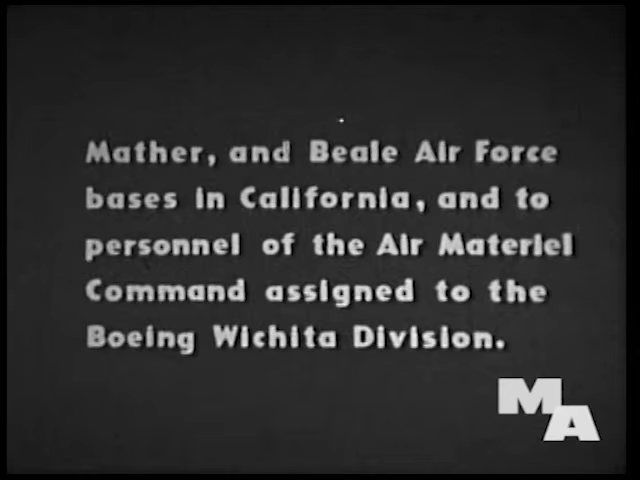 Mather, and Beale Air Force
bases in California, and to
personnel of the Air Materiel
Command assigned to the
Boeing Wichita Division.
MA